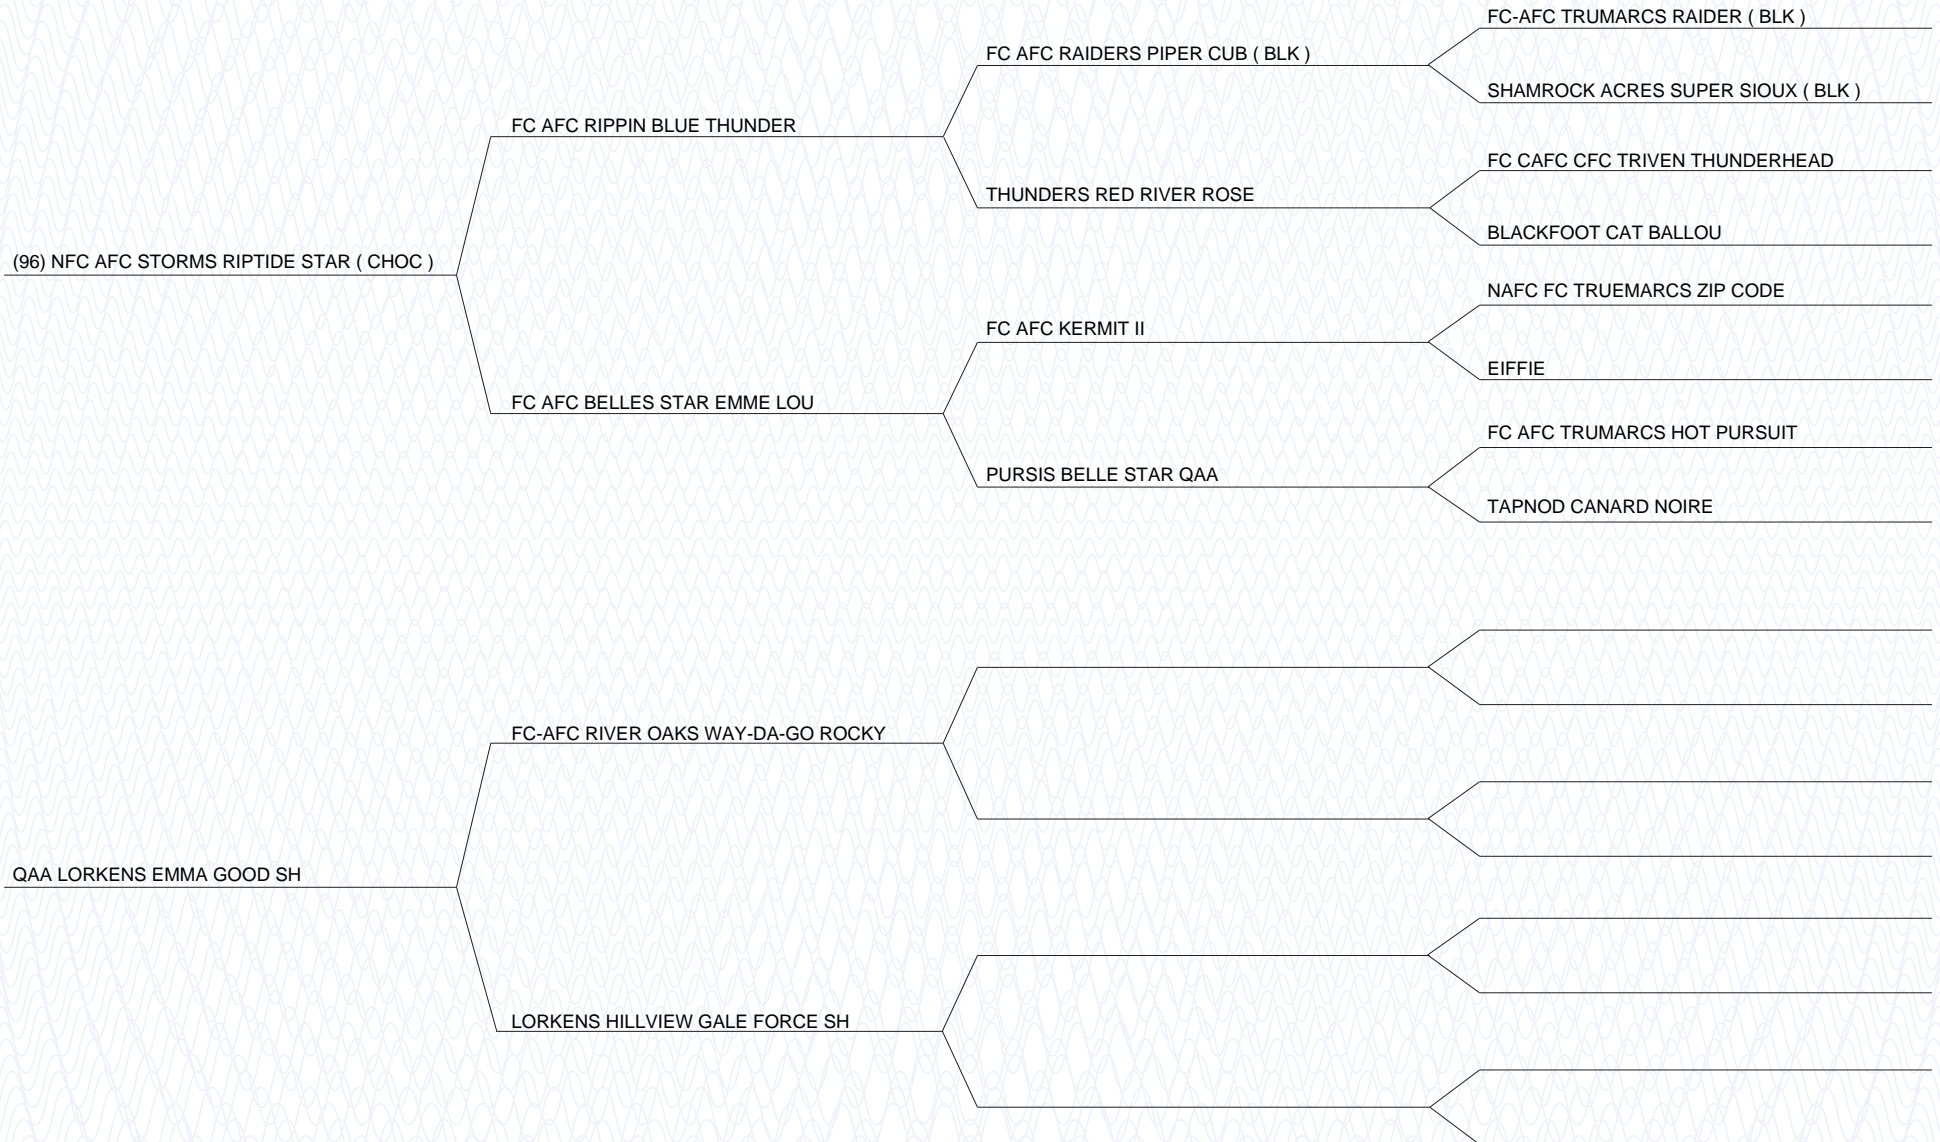 FC-AFC TRUMARCS RAIDER ( BLK )
FC AFC RAIDERS PIPER CUB ( BLK )
SHAMROCK ACRES SUPER SIOUX ( BLK )
FC AFC RIPPIN BLUE THUNDER
FC CAFC CFC TRIVEN THUNDERHEAD
THUNDERS RED RIVER ROSE
BLACKFOOT CAT BALLOU
(96) NFC AFC STORMS RIPTIDE STAR ( CHOC )
NAFC FC TRUEMARCS ZIP CODE
FC AFC KERMIT II
EIFFIE
FC AFC BELLES STAR EMME LOU
FC AFC TRUMARCS HOT PURSUIT
PURSIS BELLE STAR QAA
TAPNOD CANARD NOIRE
FC-AFC RIVER OAKS WAY-DA-GO ROCKY
QAA LORKENS EMMA GOOD SH
LORKENS HILLVIEW GALE FORCE SH